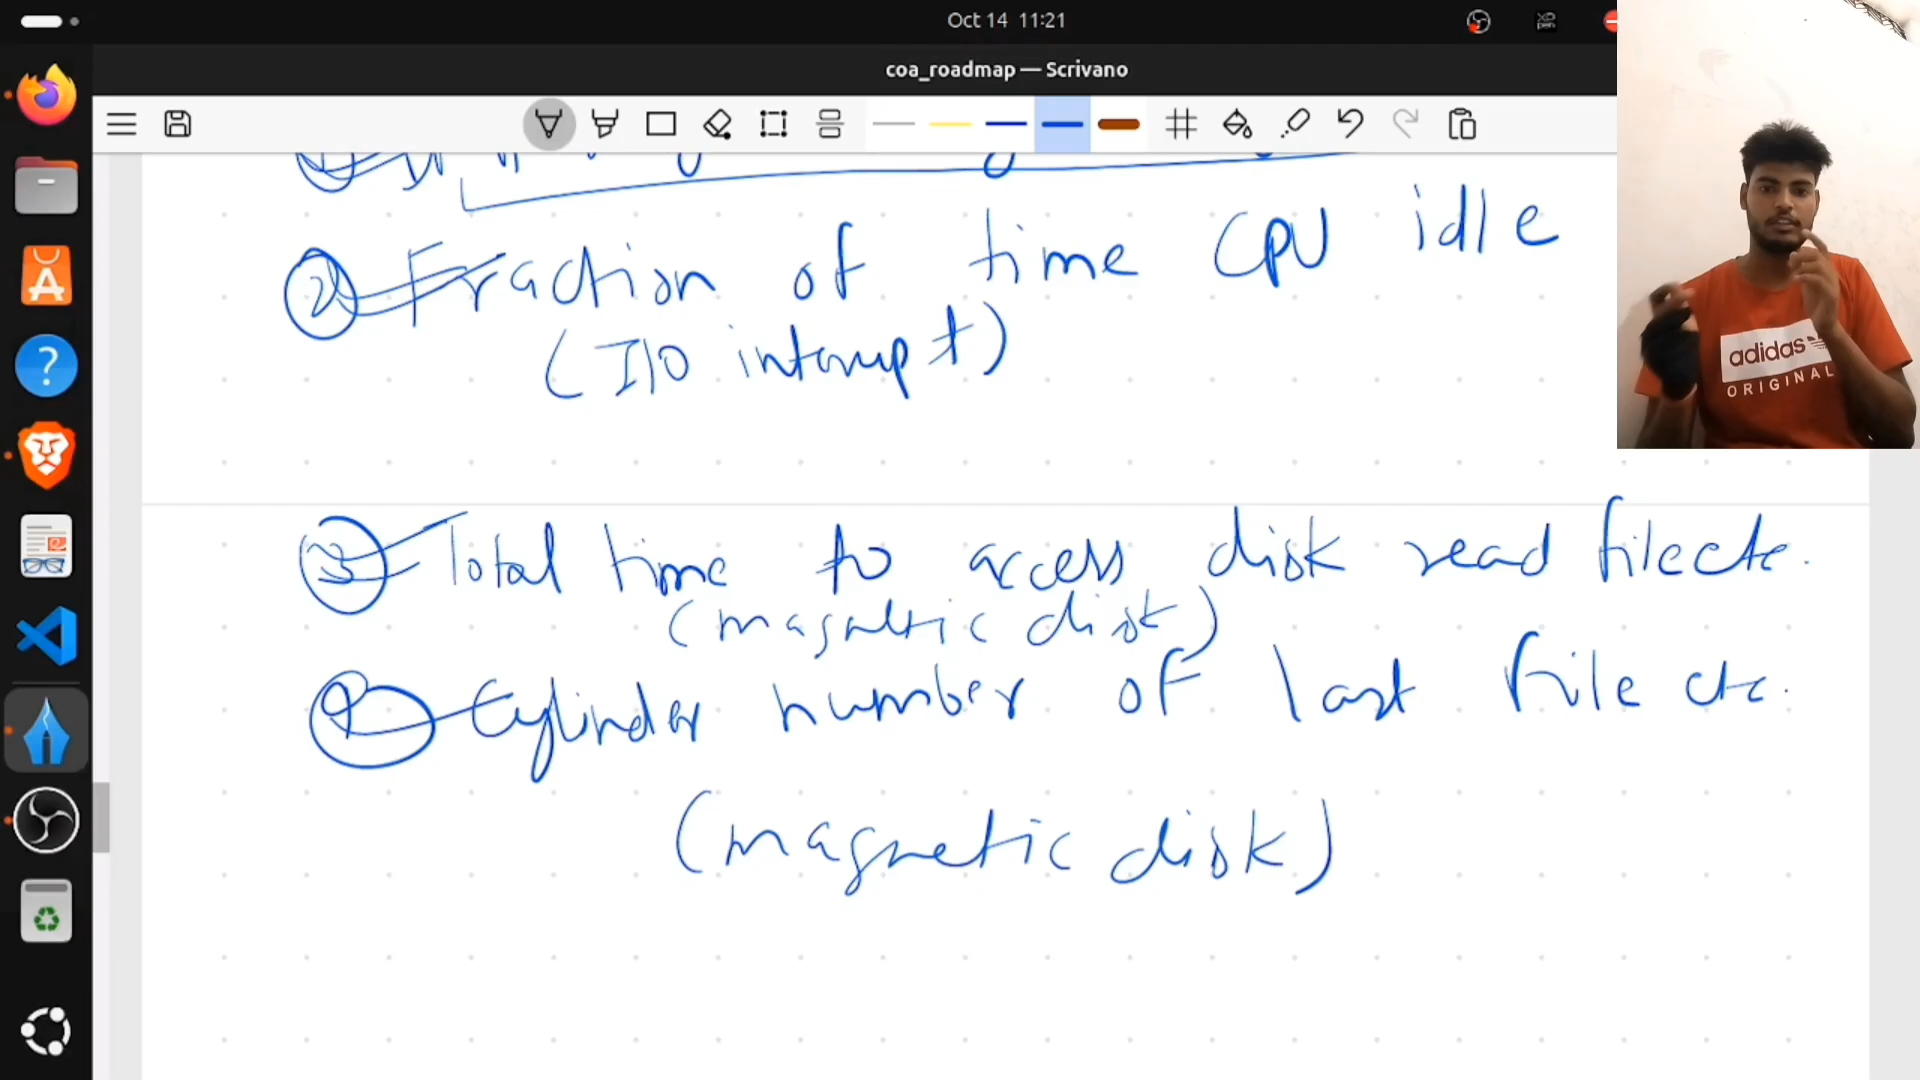 Oct 14 11:21
coa_roadmap — Scrivano
② Fraction of time CPU idle
(I/O interrupt)
adidas
ORIGINAL
③ Total time to access disk read file etc.
(magnetic disk)
④ Cylinder number of last file etc.
(magnetic disk)